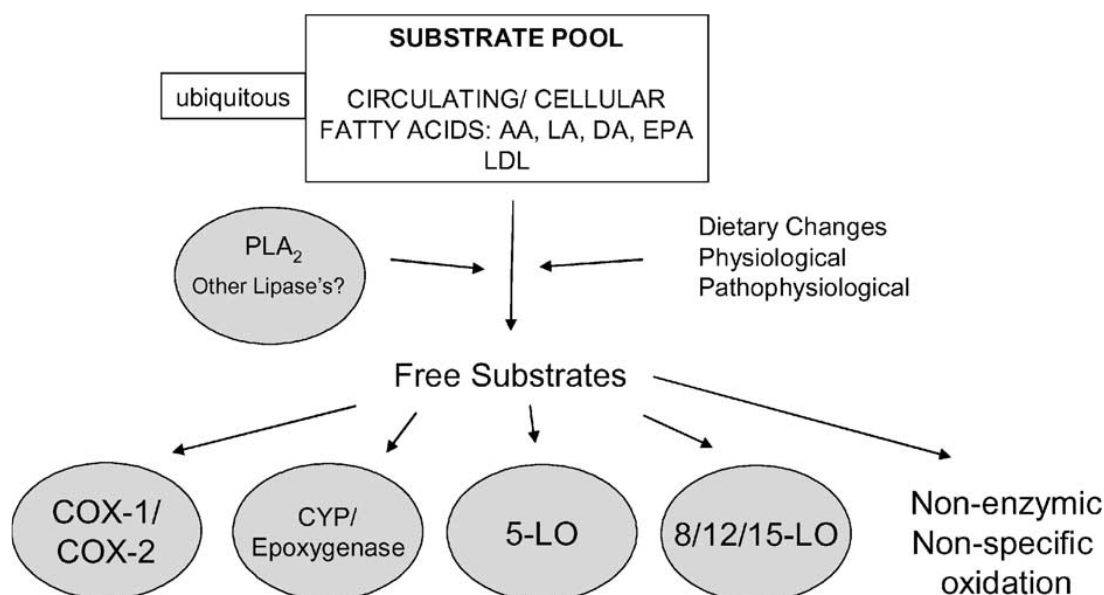 SUBSTRATE POOL
ubiquitous
CIRCULATING/ CELLULAR
FATTY ACIDS: AA, LA, DA, EPA
LDL
PLA₂
Other Lipase's?
Dietary Changes
Physiological
Pathophysiological
Free Substrates
COX-1/
COX-2
CYP/
Epoxygenase
5-LO
8/12/15-LO
Non-enzymic
Non-specific
oxidation